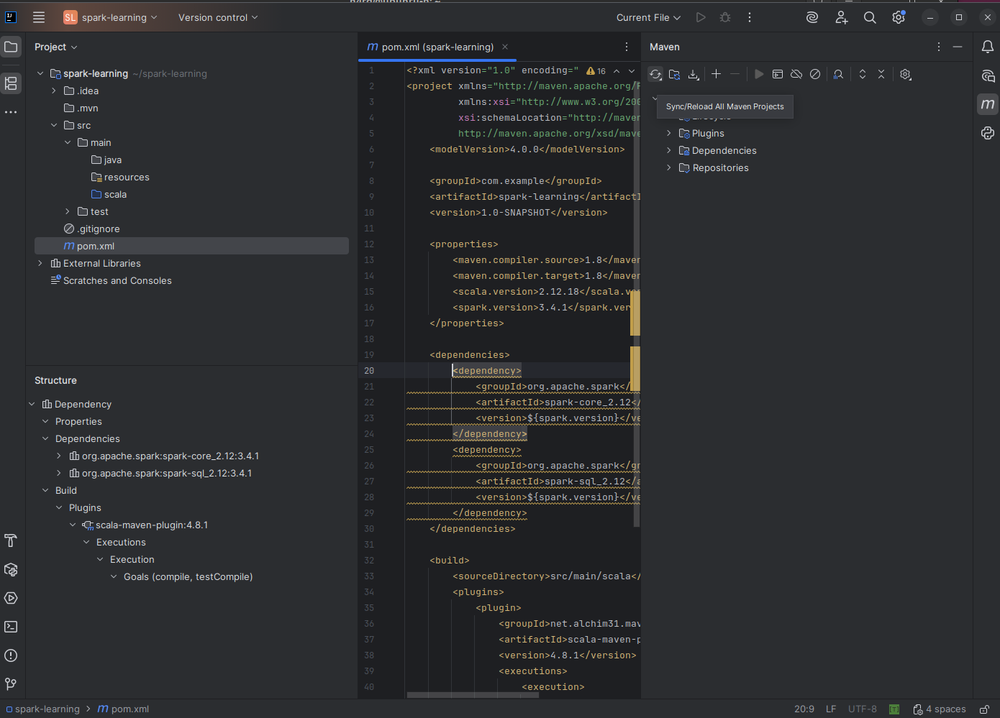 SL spark-learning
Version control
Current File
Project
spark-learning ~/spark-learning
.idea
.mvn
src
main
java
resources
scala
test
.gitignore
m pom.xml
External Libraries
Scratches and Consoles
Structure
Dependency
Properties
Dependencies
org.apache.spark:spark-core_2.12:3.4.1
org.apache.spark:spark-sql_2.12:3.4.1
Build
Plugins
scala-maven-plugin:4.8.1
Executions
Execution
Goals (compile, testCompile)
m pom.xml (spark-learning)
16
1 <?xml version="1.0" encoding="
2 <project xmlns="http://maven.apache.org/P
3 xmlns:xsi="http://www.w3.org/200
4 xsi:schemaLocation="http://maven
5 http://maven.apache.org/xsd/mave
6 <modelVersion>4.0.0</modelVersion>
7
8 <groupId>com.example</groupId>
9 <artifactId>spark-learning</artifactI
10 <version>1.0-SNAPSHOT</version>
11
12 <properties>
13 <maven.compiler.source>1.8</maven
14 <maven.compiler.target>1.8</maven
15 <scala.version>2.12.18</scala.ve
16 <spark.version>3.4.1</spark.ver
17 </properties>
18
19 <dependencies>
20 <dependency>
21 <groupId>org.apache.spark</
22 <artifactId>spark-core_2.12</
23 <version>${spark.version}</ve
24 </dependency>
25 <dependency>
26 <groupId>org.apache.spark</gr
27 <artifactId>spark-sql_2.12</a
28 <version>${spark.version}</ve
29 </dependency>
30 </dependencies>
31
32 <build>
33 <sourceDirectory>src/main/scala</
34 <plugins>
35 <plugin>
36 <groupId>net.alchim31.mav
37 <artifactId>scala-maven-p
38 <version>4.8.1</version>
39 <executions>
40 <execution>
Maven
Sync/Reload All Maven Projects
Plugins
Dependencies
Repositories
spark-learning > m pom.xml
20:9 LF UTF-8 4 spaces